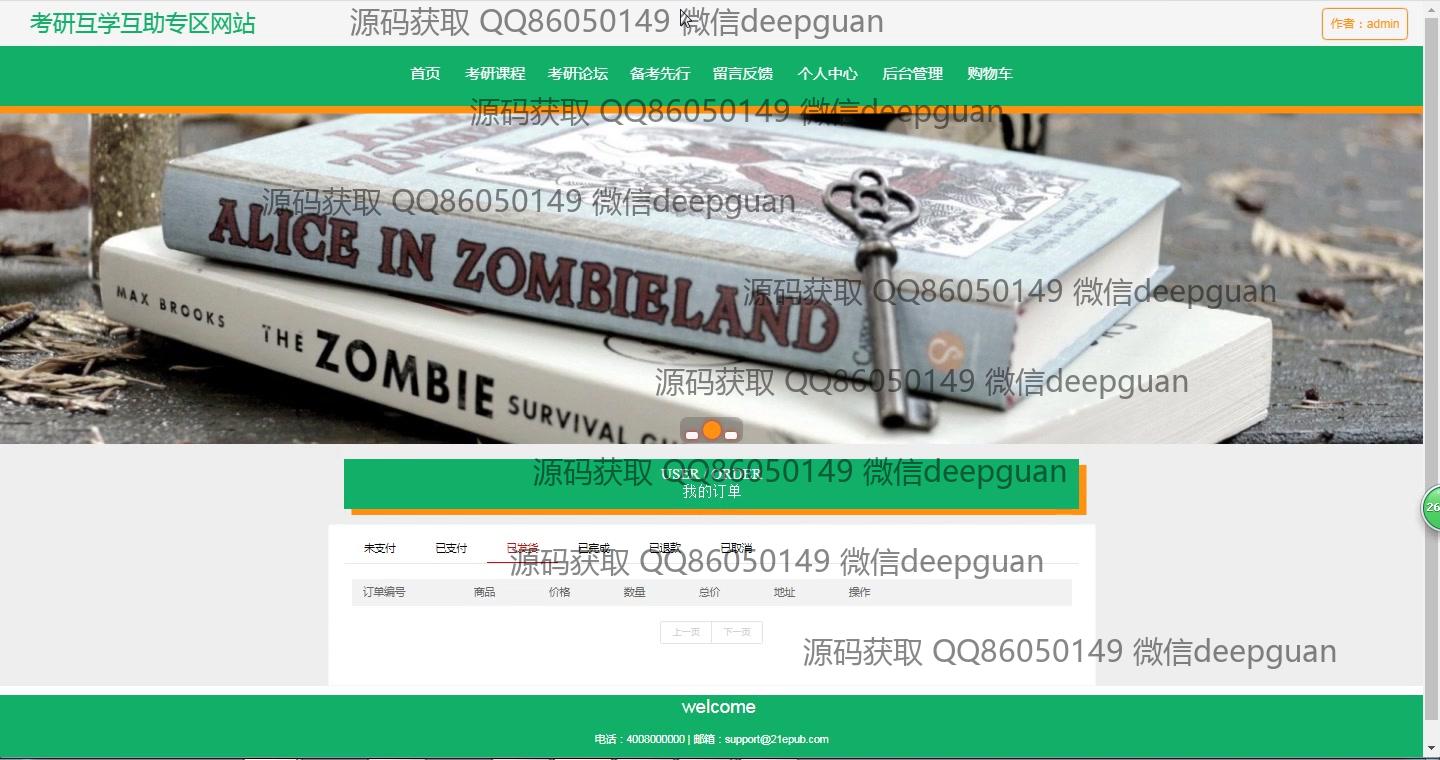 考研互学互助专区网站
源码获取 QQ86050149 微信deepguan
作者：admin
首页 考研课程 考研论坛 备考先行 留言反馈 个人中心 后台管理 购物车
源码获取 QQ86050149 微信deepguan
源码获取 QQ86050149 微信deepguan
ALICE IN ZOMBIELAND
源码获取 QQ86050149 微信deepguan
MAX BROOKS
THE ZOMBIE SURVIVAL
源码获取 QQ86050149 微信deepguan
源码获取 QQ86050149 微信deepguan
USER / ORDER
我的订单
未支付 已支付 已发货 已完成 已退款 已取消
源码获取 QQ86050149 微信deepguan
订单编号 商品 价格 数量 总价 地址 操作
上一页 下一页
源码获取 QQ86050149 微信deepguan
welcome
电话：4008000000 | 邮箱：support@21epub.com
26